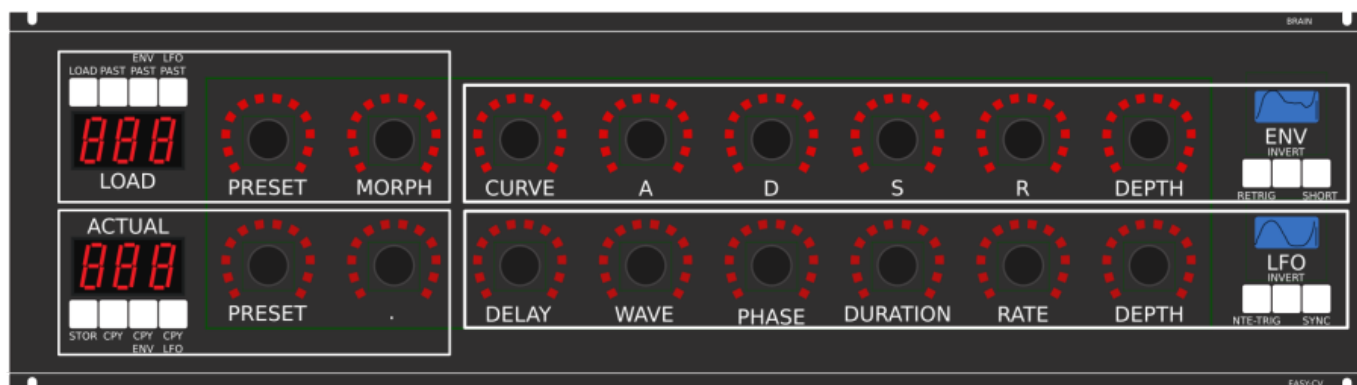 BRAIN
ENV LFO
LOAD PAST PAST PAST
888
LOAD
PRESET MORPH
CURVE A D S R DEPTH
ENV
INVERT
RETRIG SHORT
ACTUAL
888
STOR CPY CPY CPY
ENV LFO
PRESET .
DELAY WAVE PHASE DURATION RATE DEPTH
LFO
INVERT
NTE-TRIG SYNC
EASY-CV